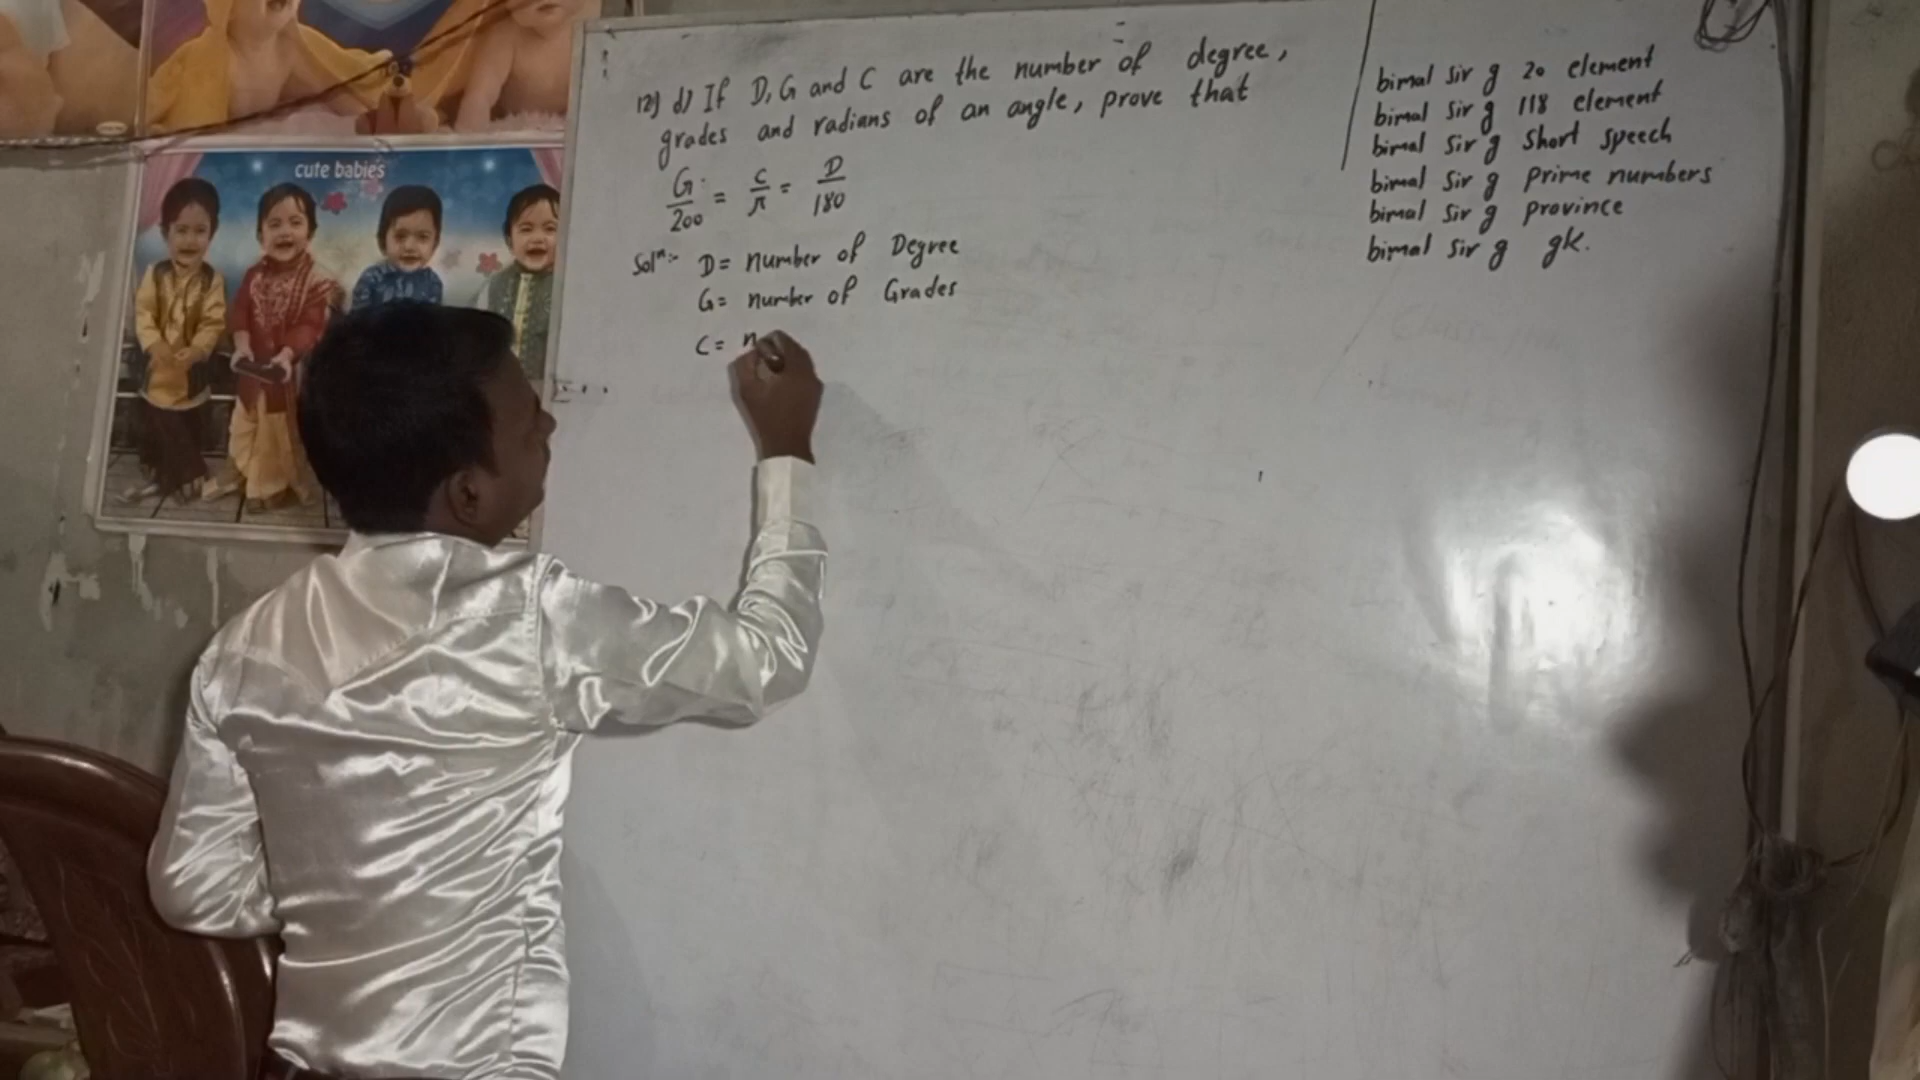 cute babies
12) d) If D, G and C are the number of degree,
grades and radians of an angle, prove that
G/200 = C/π = D/180
Solⁿ:- D = number of Degree
G = number of Grades
C = n
bimal sir g 20 element
bimal sir g 118 element
bimal sir g short speech
bimal sir g prime numbers
bimal sir g province
bimal sir g gk.